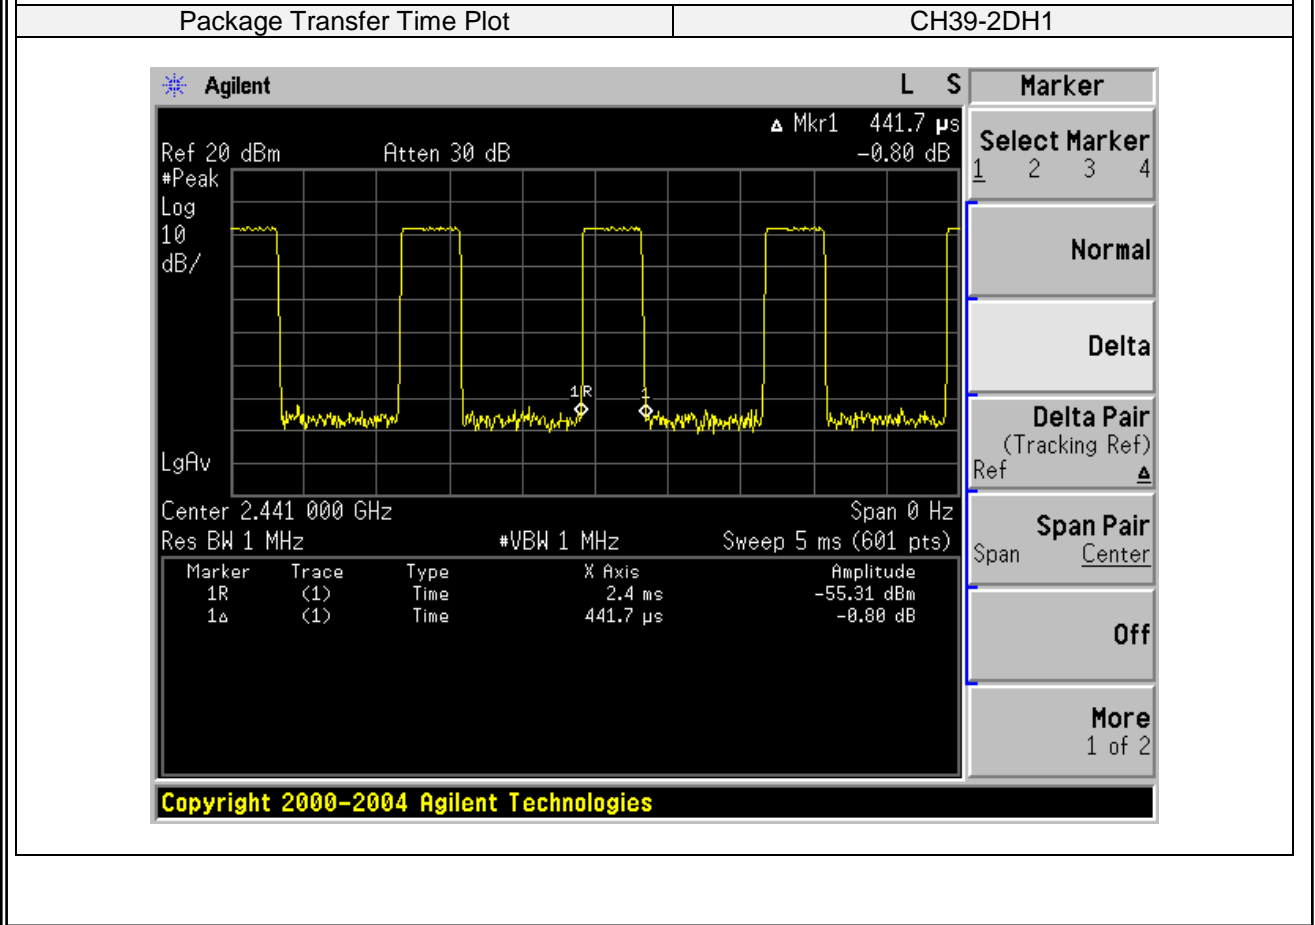 Package Transfer Time Plot CH39-2DH1
Agilent L S
Marker
Δ Mkr1 441.7 µs
Ref 20 dBm Atten 30 dB -0.80 dB
#Peak
Log
10
dB/
1R 1
LgAv
Center 2.441 000 GHz Span 0 Hz
Res BW 1 MHz #VBW 1 MHz Sweep 5 ms (601 pts)
Marker Trace Type X Axis Amplitude
1R (1) Time 2.4 ms -55.31 dBm
1Δ (1) Time 441.7 µs -0.80 dB
Select Marker
1 2 3 4
Normal
Delta
Delta Pair
(Tracking Ref)
Ref Δ
Span Pair
Span Center
Off
More
1 of 2
Copyright 2000-2004 Agilent Technologies